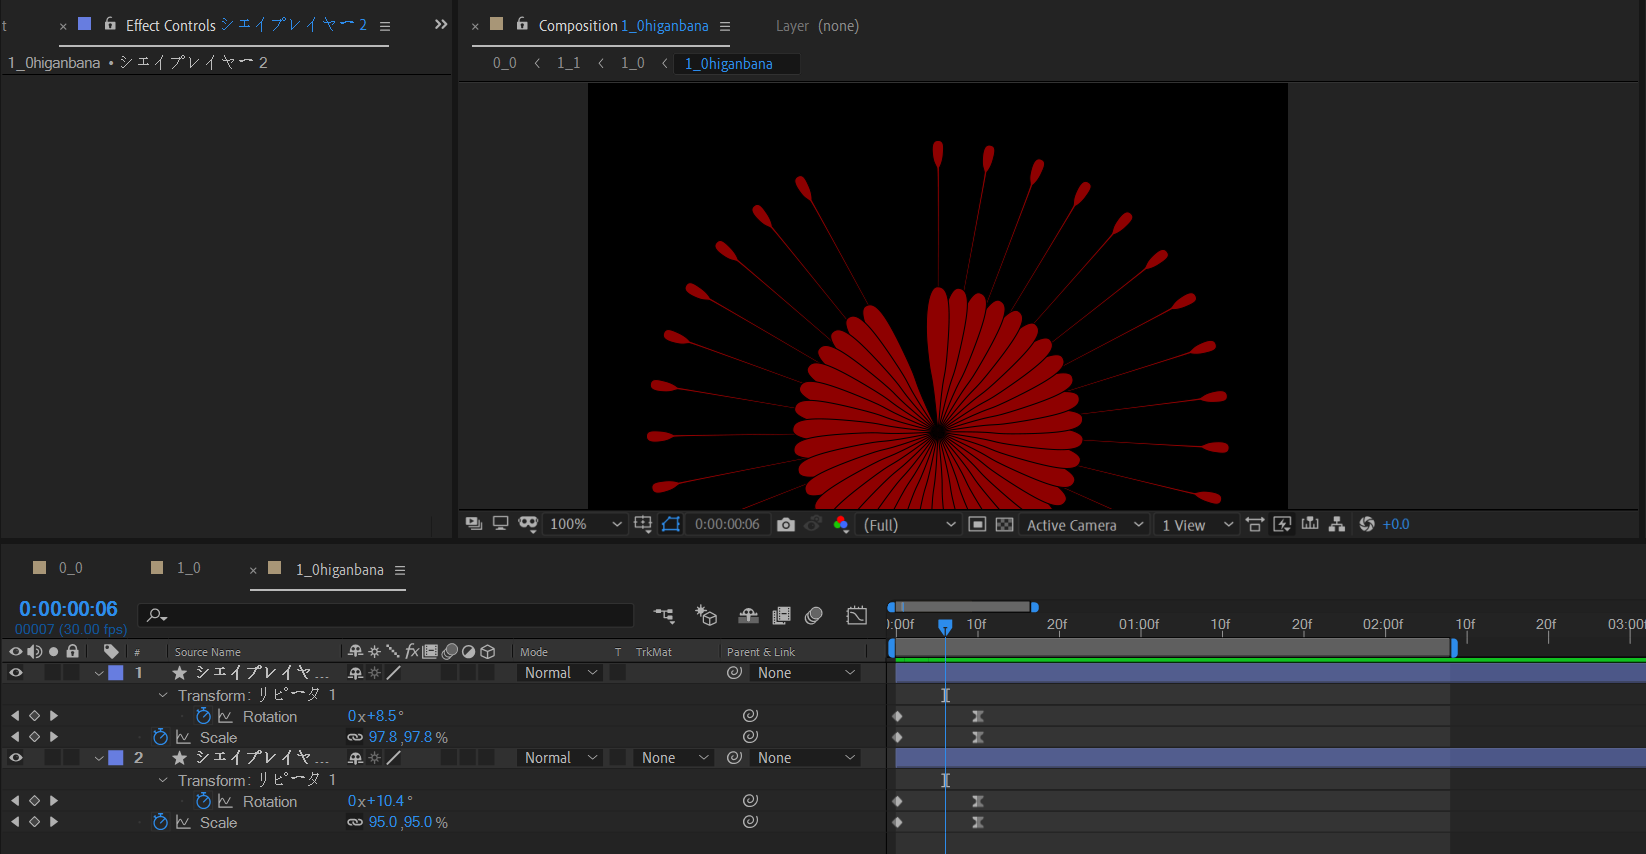 t × Effect Controls シェイプレイヤー 2 ≡ »
1_0higanbana • シェイプレイヤー 2
× Composition 1_0higanbana ≡ Layer (none)
0_0 ‹ 1_1 ‹ 1_0 ‹ 1_0higanbana
100% 0:00:00:06 (Full) Active Camera 1 View +0.0
0_0 1_0 × 1_0higanbana ≡
0:00:00:06
00007 (30.00 fps)
):00f 10f 20f 01:00f 10f 20f 02:00f 10f 20f 03:00
# Source Name fx Mode T TrkMat Parent & Link
1 シェイプレイヤ... Normal None
Transform: リピータ 1
Rotation 0x+8.5°
Scale 97.8,97.8%
2 シェイプレイヤ... Normal None None
Transform: リピータ 1
Rotation 0x+10.4°
Scale 95.0,95.0%